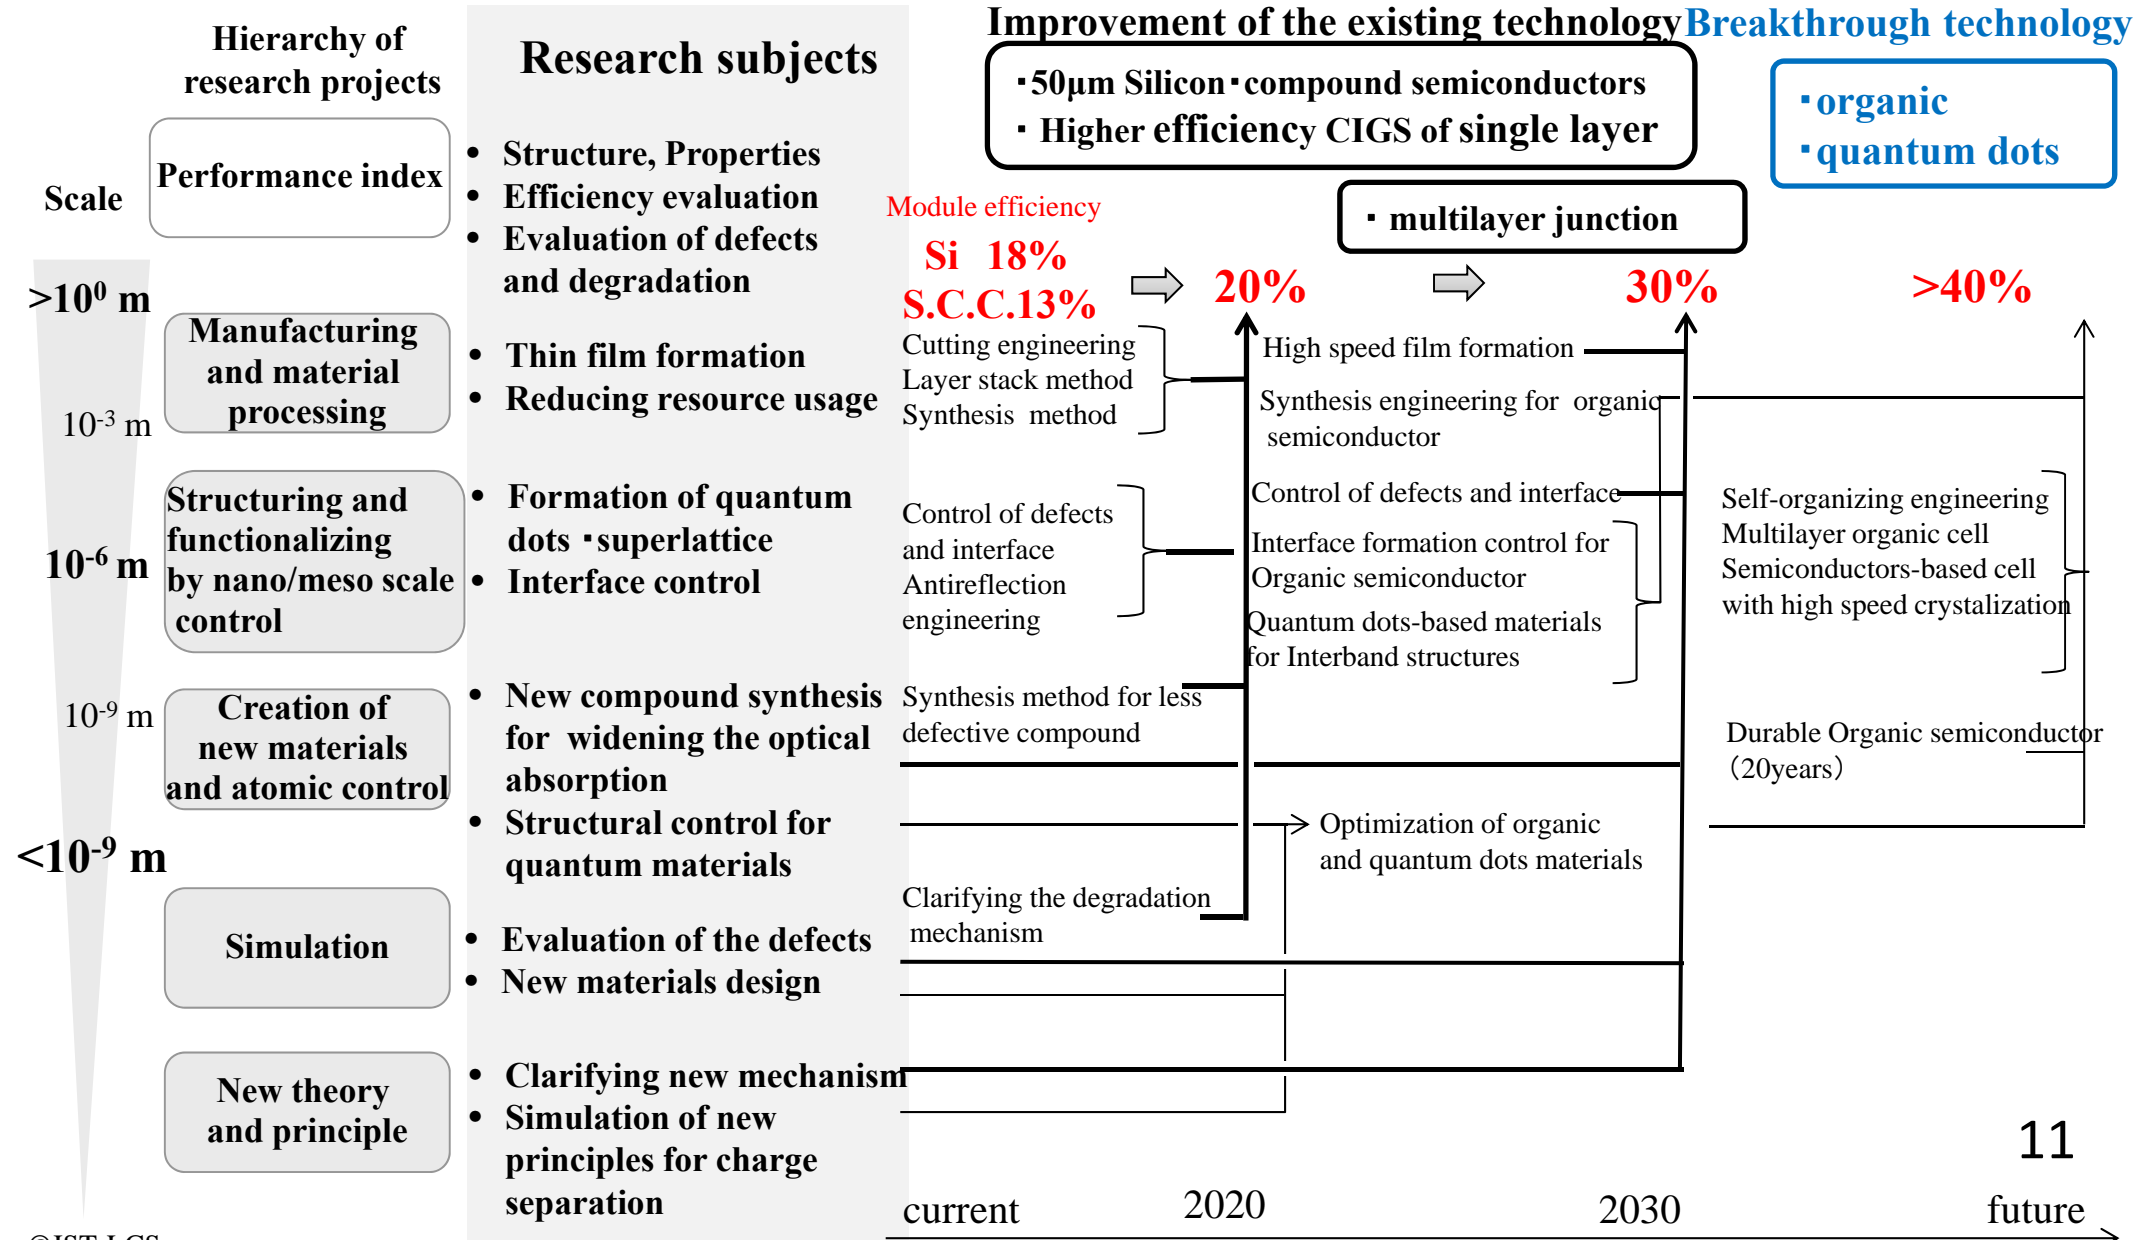 Hierarchy of
research projects
Research subjects
Improvement of the existing technology
Breakthrough technology
・50μm Silicon・compound semiconductors
・ Higher efficiency CIGS of single layer
・organic
・quantum dots
・ multilayer junction
Scale
Performance index
• Structure, Properties
• Efficiency evaluation
• Evaluation of defects
and degradation
Module efficiency
Si 18%
S.C.C.13%
20%
30%
>40%
>10⁰ m
10⁻³ m
10⁻⁶ m
10⁻⁹ m
<10⁻⁹ m
Manufacturing
and material
processing
• Thin film formation
• Reducing resource usage
Cutting engineering
Layer stack method
Synthesis method
High speed film formation
Synthesis engineering for organic
semiconductor
Structuring and
functionalizing
by nano/meso scale
control
• Formation of quantum
dots ・superlattice
• Interface control
Control of defects
and interface
Antireflection
engineering
Control of defects and interface
Interface formation control for
Organic semiconductor
Quantum dots-based materials
for Interband structures
Self-organizing engineering
Multilayer organic cell
Semiconductors-based cell
with high speed crystalization
Creation of
new materials
and atomic control
• New compound synthesis
for widening the optical
absorption
• Structural control for
quantum materials
Synthesis method for less
defective compound
Durable Organic semiconductor
（20years）
Optimization of organic
and quantum dots materials
Simulation
• Evaluation of the defects
• New materials design
Clarifying the degradation
mechanism
New theory
and principle
• Clarifying new mechanism
• Simulation of new
principles for charge
separation
11
current
2020
2030
future
©JST-LCS